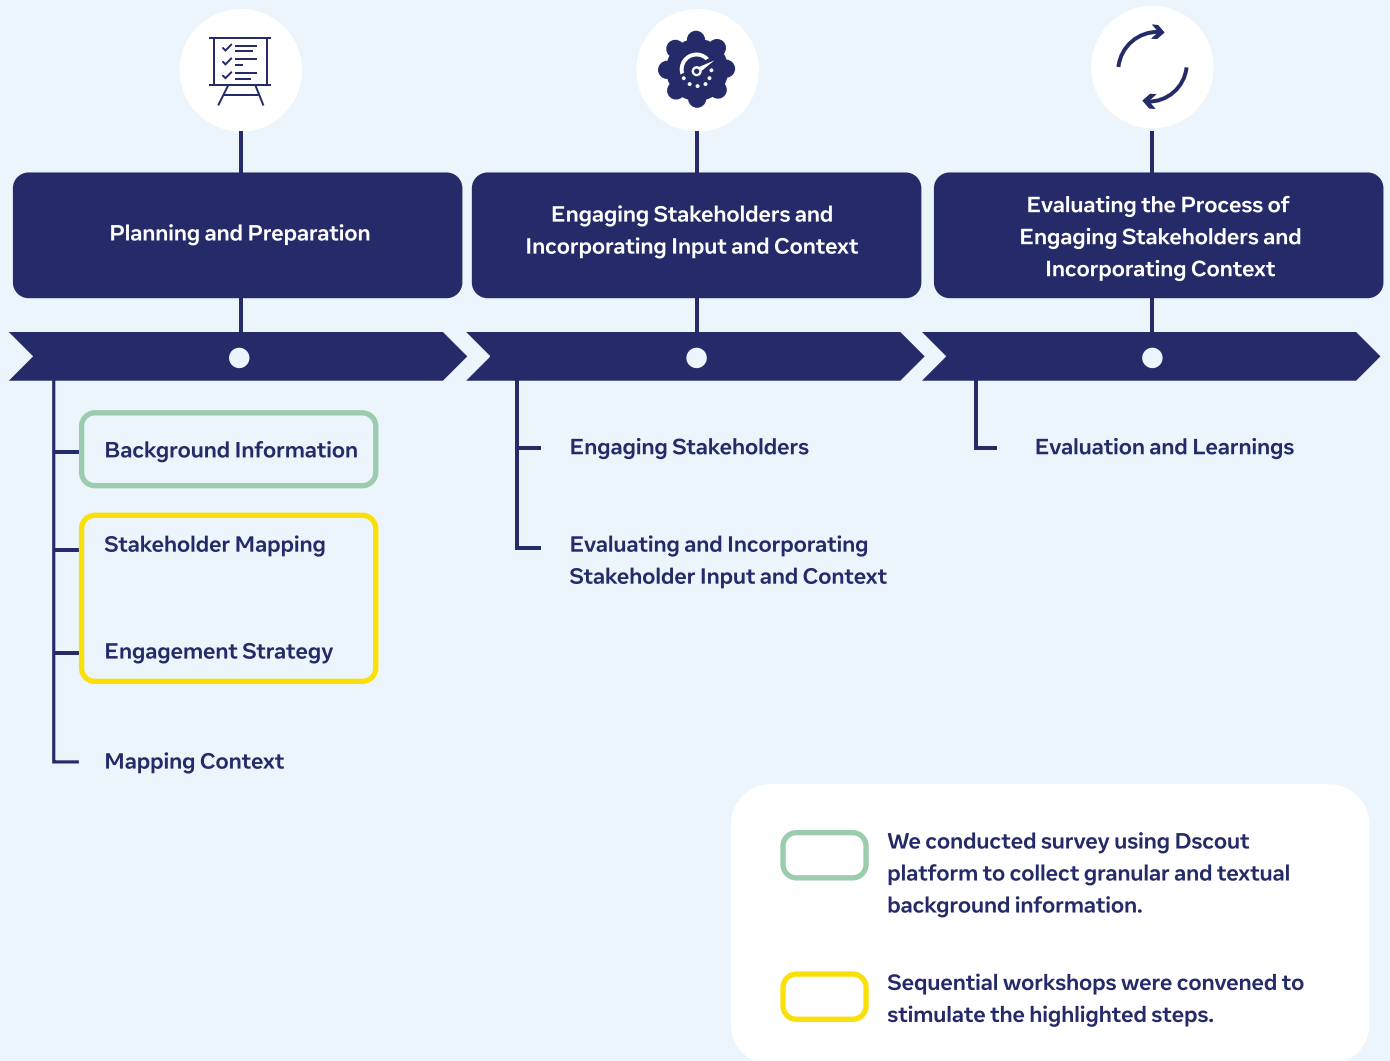 Planning and Preparation
Engaging Stakeholders and
Incorporating Input and Context
Evaluating the Process of
Engaging Stakeholders and
Incorporating Context
Background Information
Stakeholder Mapping
Engagement Strategy
Mapping Context
Engaging Stakeholders
Evaluating and Incorporating
Stakeholder Input and Context
Evaluation and Learnings
We conducted survey using Dscout
platform to collect granular and textual
background information.
Sequential workshops were convened to
stimulate the highlighted steps.